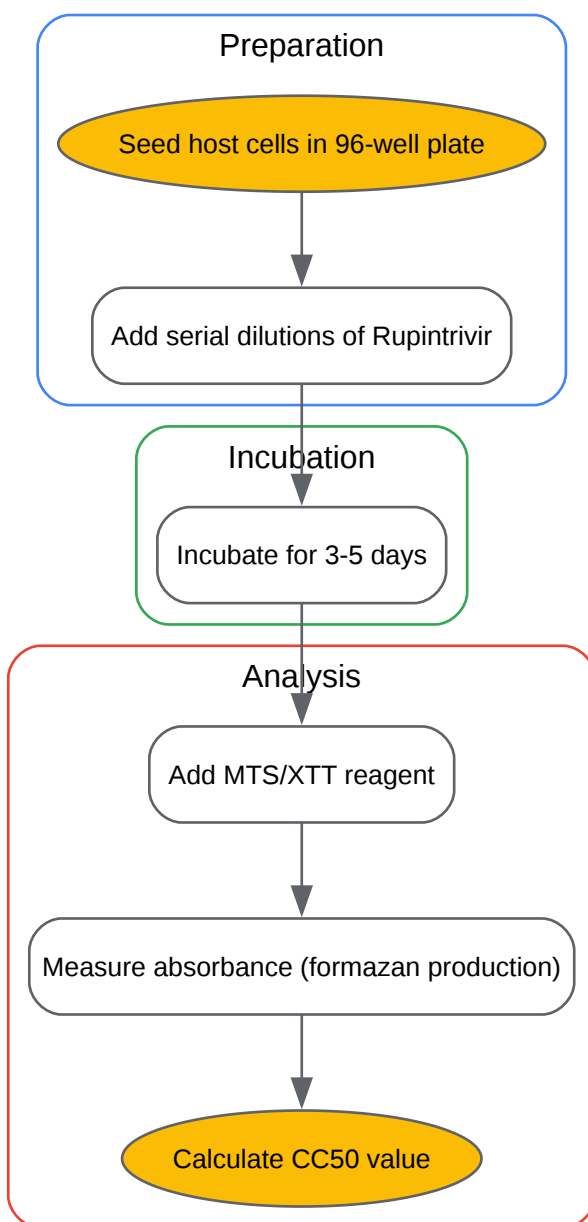 Preparation
Seed host cells in 96-well plate
Add serial dilutions of Rupintrivir
Incubation
Incubate for 3-5 days
Analysis
Add MTS/XTT reagent
Measure absorbance (formazan production)
Calculate CC50 value